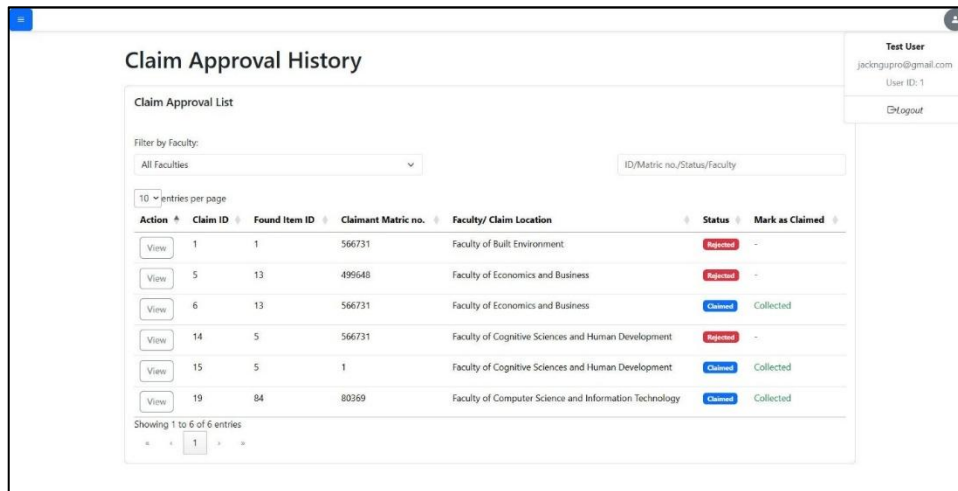 Test User
jackngupro@gmail.com
User ID: 1
Logout
Claim Approval History
Claim Approval List
Filter by Faculty:
All Faculties
ID/Matric no./Status/Faculty
10 entries per page
Action Claim ID Found Item ID Claimant Matric no. Faculty/ Claim Location Status Mark as Claimed
View 1 1 566731 Faculty of Built Environment Rejected -
View 5 13 499648 Faculty of Economics and Business Rejected -
View 6 13 566731 Faculty of Economics and Business Claimed Collected
View 14 5 566731 Faculty of Cognitive Sciences and Human Development Rejected -
View 15 5 1 Faculty of Cognitive Sciences and Human Development Claimed Collected
View 19 84 80369 Faculty of Computer Science and Information Technology Claimed Collected
Showing 1 to 6 of 6 entries
« ‹ 1 › »